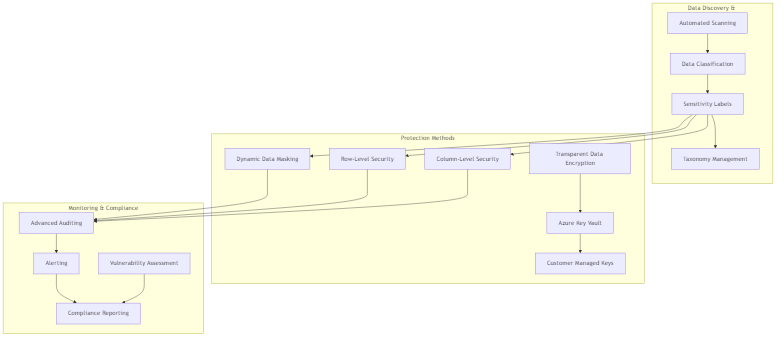 Data Discovery &
Automated Scanning
Data Classification
Sensitivity Labels
Taxonomy Management
Protection Methods
Dynamic Data Masking
Row-Level Security
Column-Level Security
Transparent Data
Encryption
Azure Key Vault
Customer Managed Keys
Monitoring & Compliance
Advanced Auditing
Alerting
Vulnerability Assessment
Compliance Reporting